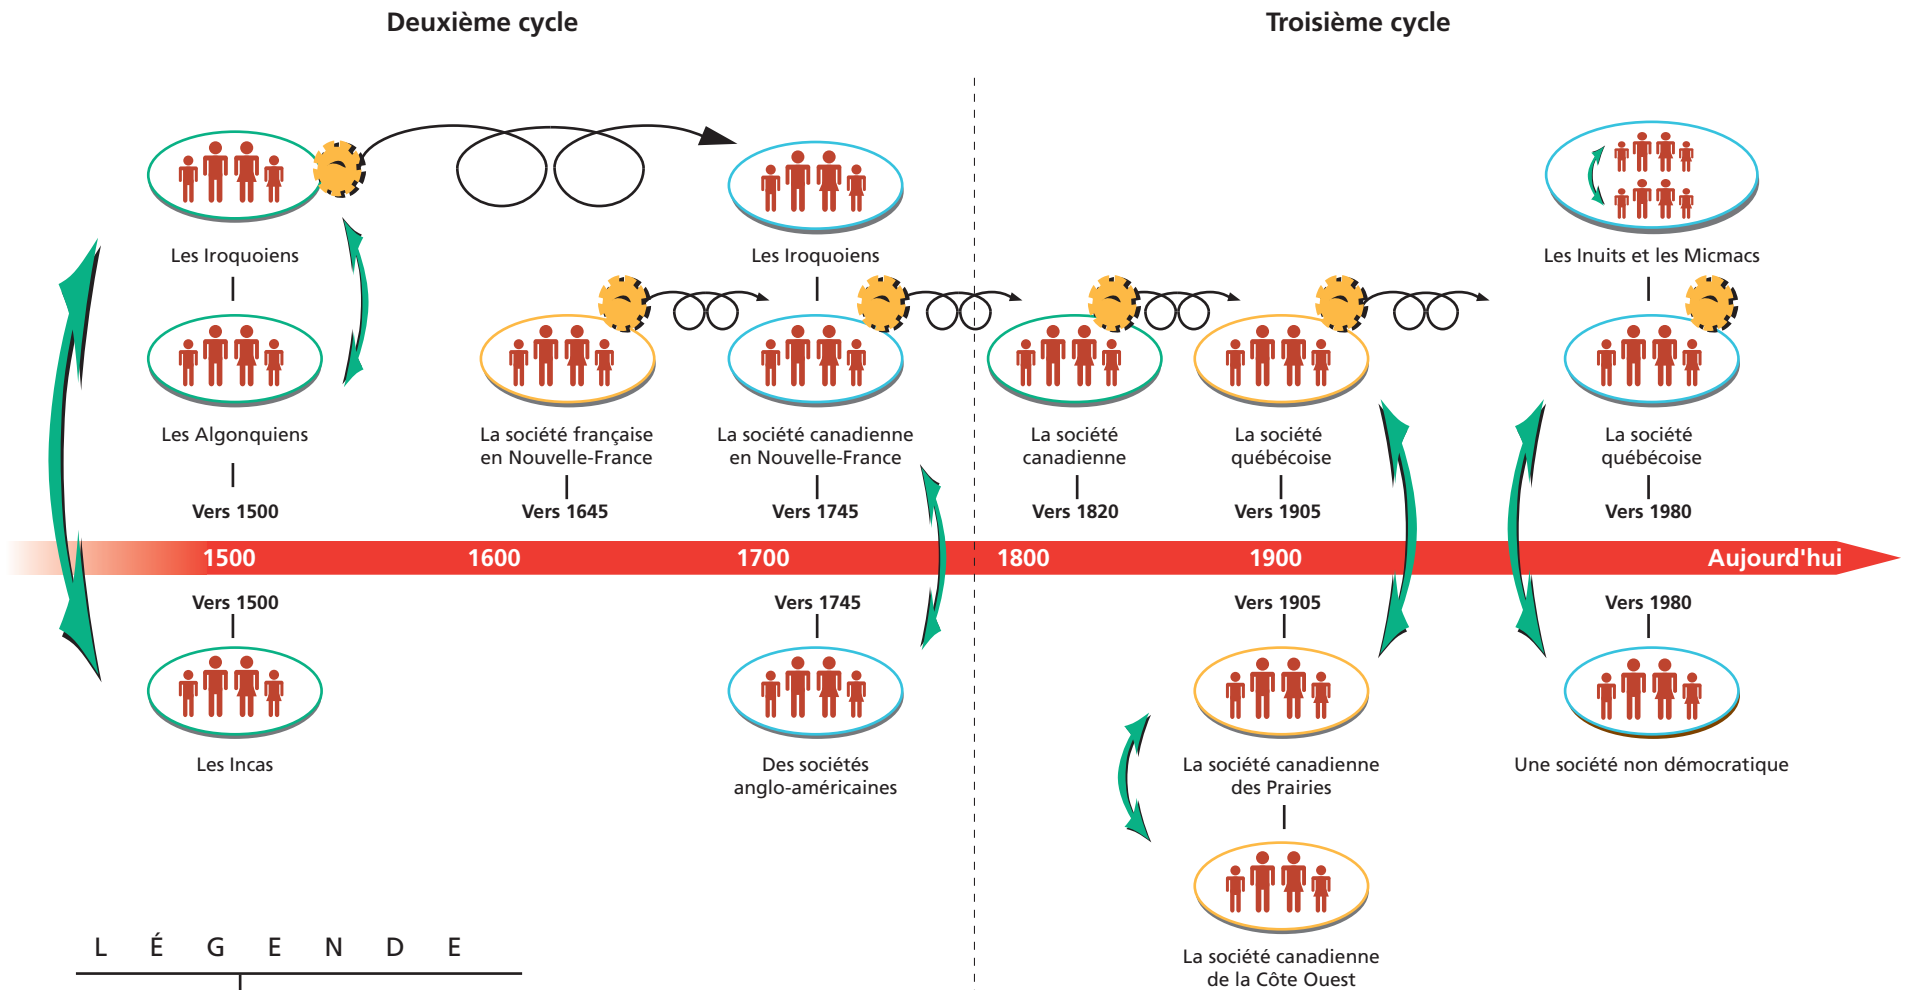 Deuxième cycle
Troisième cycle
Les Iroquoiens
Les Iroquoiens
Les Inuits et les Micmacs
Les Algonquiens
La société française
en Nouvelle-France
La société canadienne
en Nouvelle-France
La société
canadienne
La société
québécoise
La société
québécoise
Vers 1500
Vers 1645
Vers 1745
Vers 1820
Vers 1905
Vers 1980
1500
1600
1700
1800
1900
Aujourd'hui
Vers 1500
Vers 1745
Vers 1905
Vers 1980
Les Incas
Des sociétés
anglo-américaines
La société canadienne
des Prairies
Une société non démocratique
La société canadienne
de la Côte Ouest
LÉGENDE